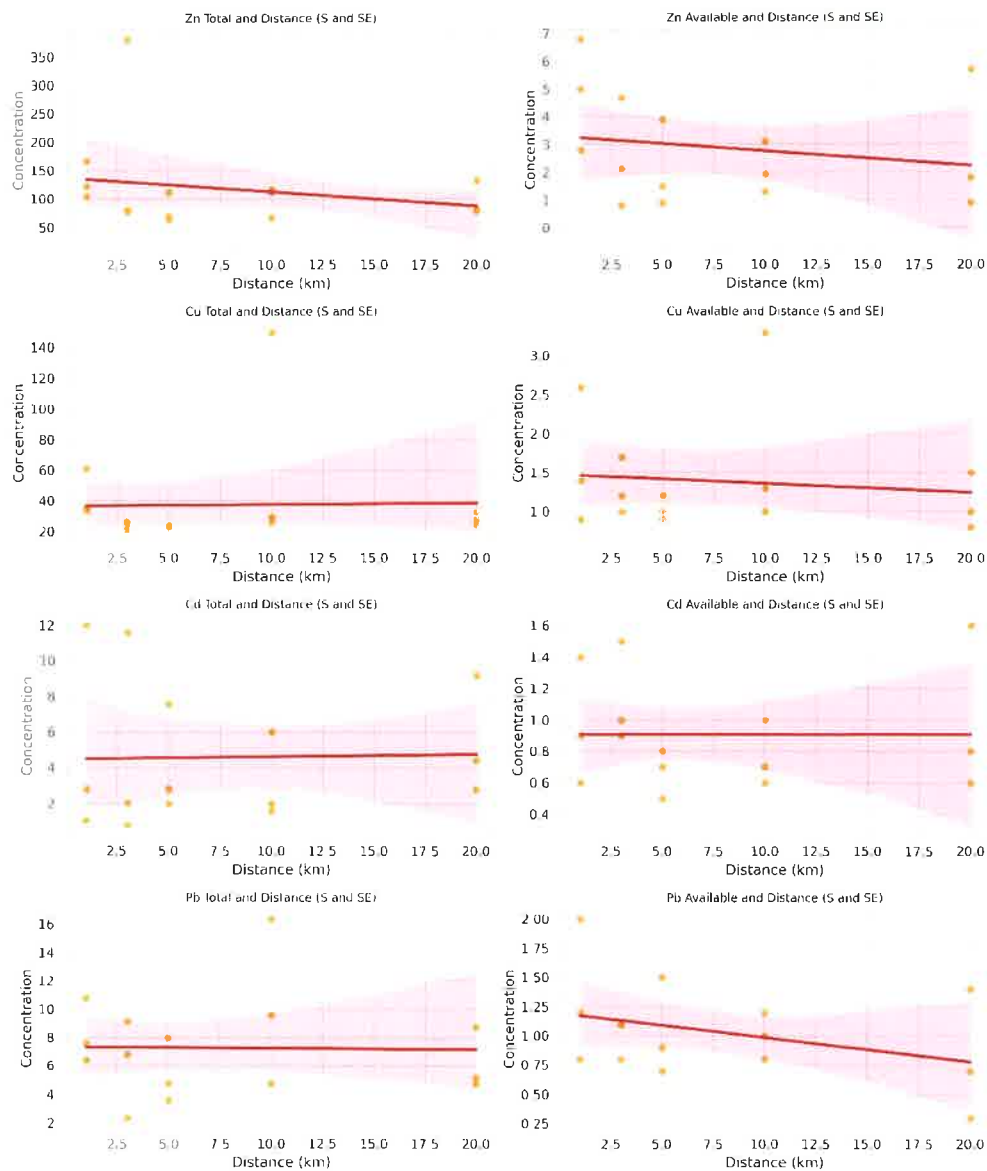 Zn Total and Distance (S and SE)
350
300
250
200
150
100
50
Concentration
2.5 5.0 7.5 10.0 12.5 15.0 17.5 20.0
Distance (km)
Zn Available and Distance (S and SE)
7
6
5
4
3
2
1
0
Concentration
2.5 5.0 7.5 10.0 12.5 15.0 17.5 20.0
Distance (km)
Cu Total and Distance (S and SE)
140
120
100
80
60
40
20
Concentration
2.5 5.0 7.5 10.0 12.5 15.0 17.5 20.0
Distance (km)
Cu Available and Distance (S and SE)
3.0
2.5
2.0
1.5
1.0
Concentration
2.5 5.0 7.5 10.0 12.5 15.0 17.5 20.0
Distance (km)
Cd Total and Distance (S and SE)
12
10
8
6
4
2
Concentration
2.5 5.0 7.5 10.0 12.5 15.0 17.5 20.0
Distance (km)
Cd Available and Distance (S and SE)
1.6
1.4
1.2
1.0
0.8
0.6
0.4
Concentration
2.5 5.0 7.5 10.0 12.5 15.0 17.5 20.0
Distance (km)
Pb Total and Distance (S and SE)
16
14
12
10
8
6
4
2
Concentration
2.5 5.0 7.5 10.0 12.5 15.0 17.5 20.0
Distance (km)
Pb Available and Distance (S and SE)
2.00
1.75
1.50
1.25
1.00
0.75
0.50
0.25
Concentration
2.5 5.0 7.5 10.0 12.5 15.0 17.5 20.0
Distance (km)